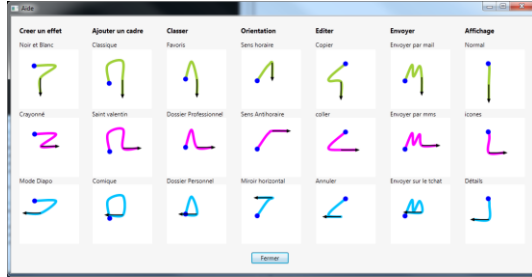 Aide
Creer un effet Ajouter un cadre Classer Orientation Editer Envoyer Affichage
Noir et Blanc Classique Favoris Sens horaire Copier Envoyer par mail Normal
Crayonné Saint valentin Dossier Professionnel Sens Antihoraire coller Envoyer par mms icones
Mode Diapo Comique Dossier Personnel Miroir horizontal Annuler Envoyer sur le tchat Détails
Fermer